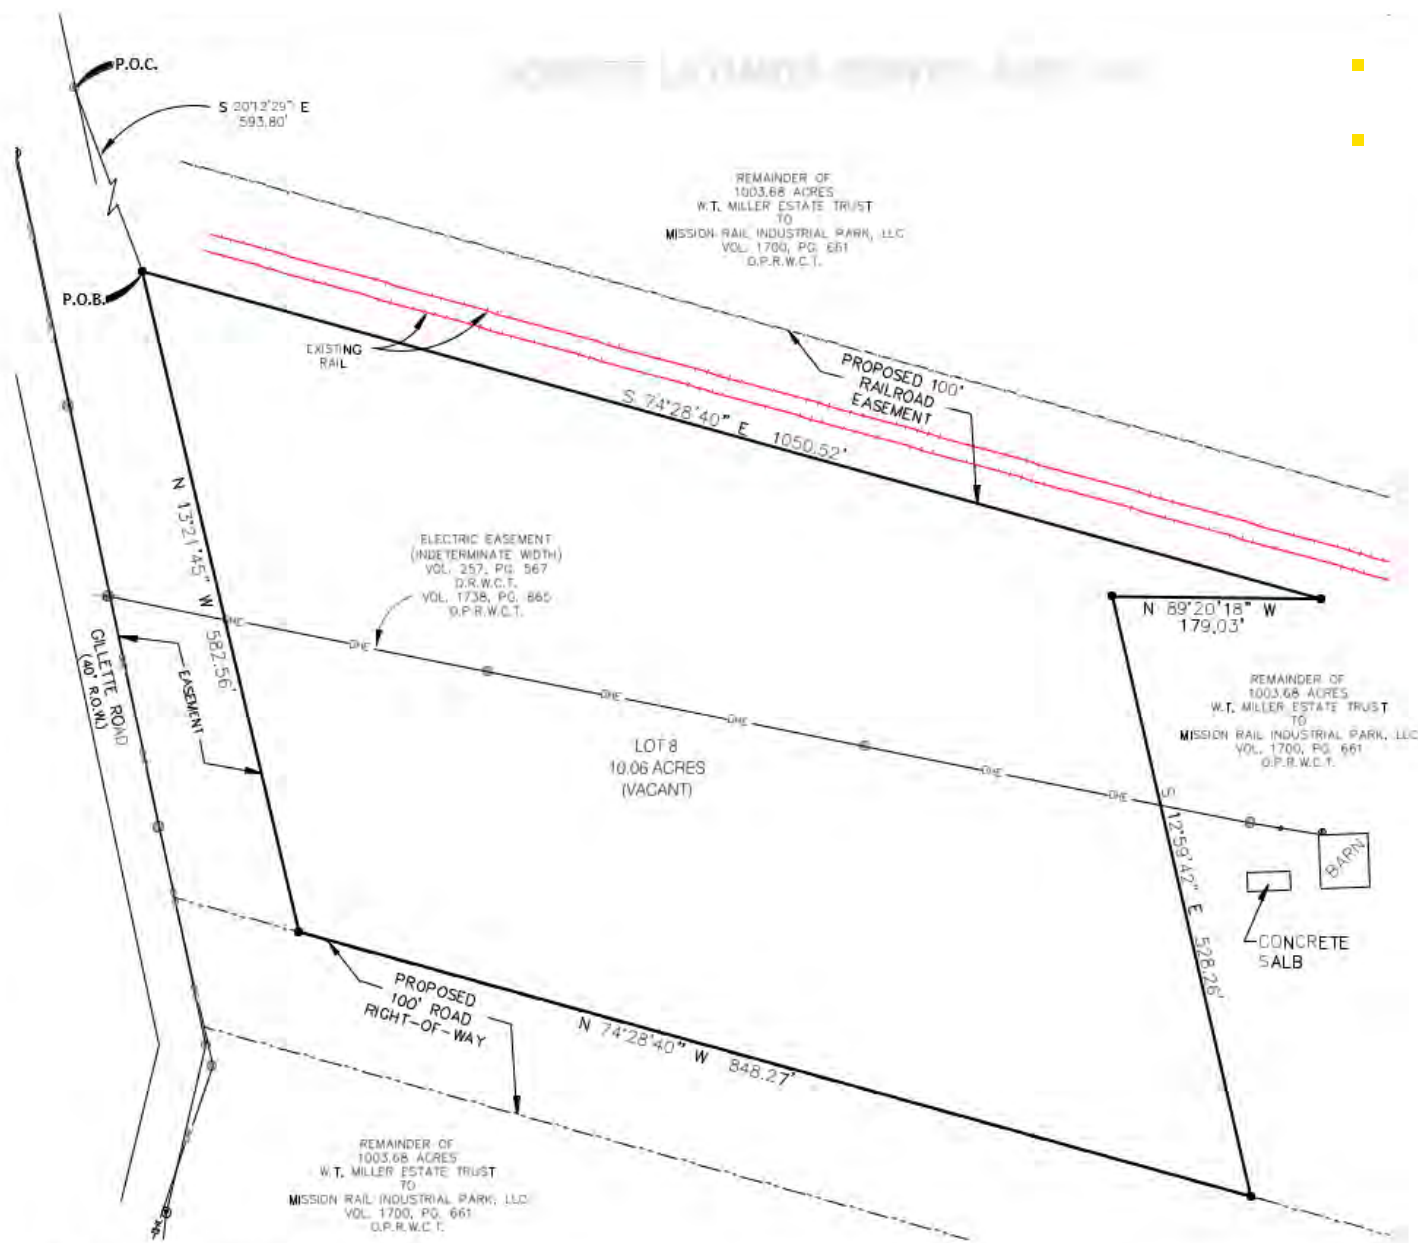 P.O.C.
S 20°12'29" E
593.80'
REMAINDER OF
1003.68 ACRES
W.T. MILLER ESTATE TRUST
TO
MISSION RAIL INDUSTRIAL PARK, LLC
VOL. 1700, PG. 661
O.P.R.W.C.T.
P.O.B.
EXISTING
RAIL
PROPOSED 100'
RAILROAD
EASEMENT
S 74°28'40" E 1050.52'
N 13°21'45" W 582.56'
ELECTRIC EASEMENT
(INDETERMINATE WIDTH)
VOL. 257, PG. 567
D.R.W.C.T.
VOL. 1738, PG. 865
O.P.R.W.C.T.
N 89°20'18" W
179.03'
GILLETTE ROAD
(40' R.O.W.)
EASEMENT
OHE
OHE
OHE
OHE
OHE
OHE
REMAINDER OF
1003.68 ACRES
W.T. MILLER ESTATE TRUST
TO
MISSION RAIL INDUSTRIAL PARK, LLC
VOL. 1700, PG. 661
O.P.R.W.C.T.
LOT 8
10.06 ACRES
(VACANT)
S 12°59'42" E 528.26'
BARN
CONCRETE
SALB
PROPOSED
100' ROAD
RIGHT-OF-WAY
N 74°28'40" W 848.27'
REMAINDER OF
1003.68 ACRES
W.T. MILLER ESTATE TRUST
TO
MISSION RAIL INDUSTRIAL PARK, LLC
VOL. 1700, PG. 661
O.P.R.W.C.T.